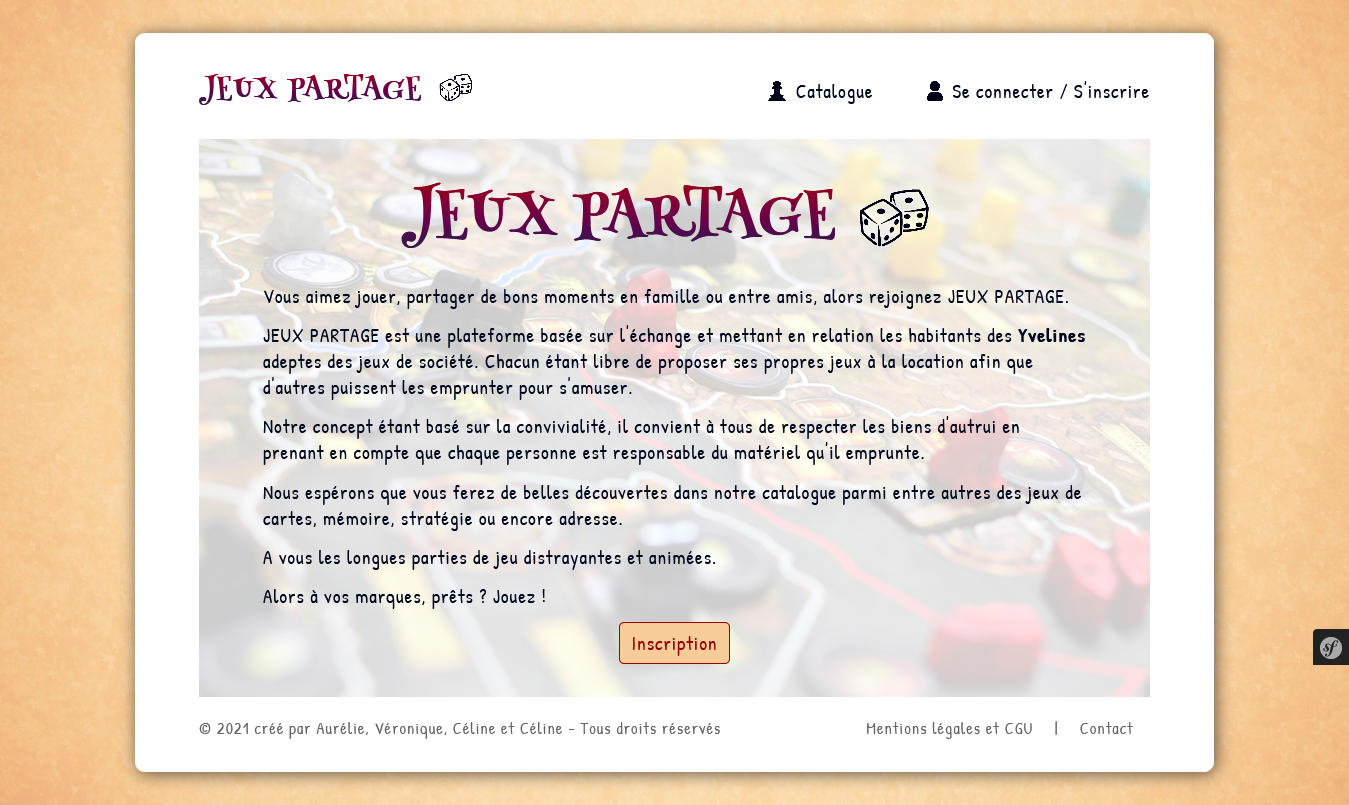 JEUX PARTAGE
Catalogue
Se connecter / S'inscrire
JEUX PARTAGE
Vous aimez jouer, partager de bons moments en famille ou entre amis, alors rejoignez JEUX PARTAGE.
JEUX PARTAGE est une plateforme basée sur l'échange et mettant en relation les habitants des Yvelines
adeptes des jeux de société. Chacun étant libre de proposer ses propres jeux à la location afin que
d'autres puissent les emprunter pour s'amuser.
Notre concept étant basé sur la convivialité, il convient à tous de respecter les biens d'autrui en
prenant en compte que chaque personne est responsable du matériel qu'il emprunte.
Nous espérons que vous ferez de belles découvertes dans notre catalogue parmi entre autres des jeux de
cartes, mémoire, stratégie ou encore adresse.
A vous les longues parties de jeu distrayantes et animées.
Alors à vos marques, prêts ? Jouez !
Inscription
sf
© 2021 créé par Aurélie, Véronique, Céline et Céline - Tous droits réservés
Mentions légales et CGU | Contact